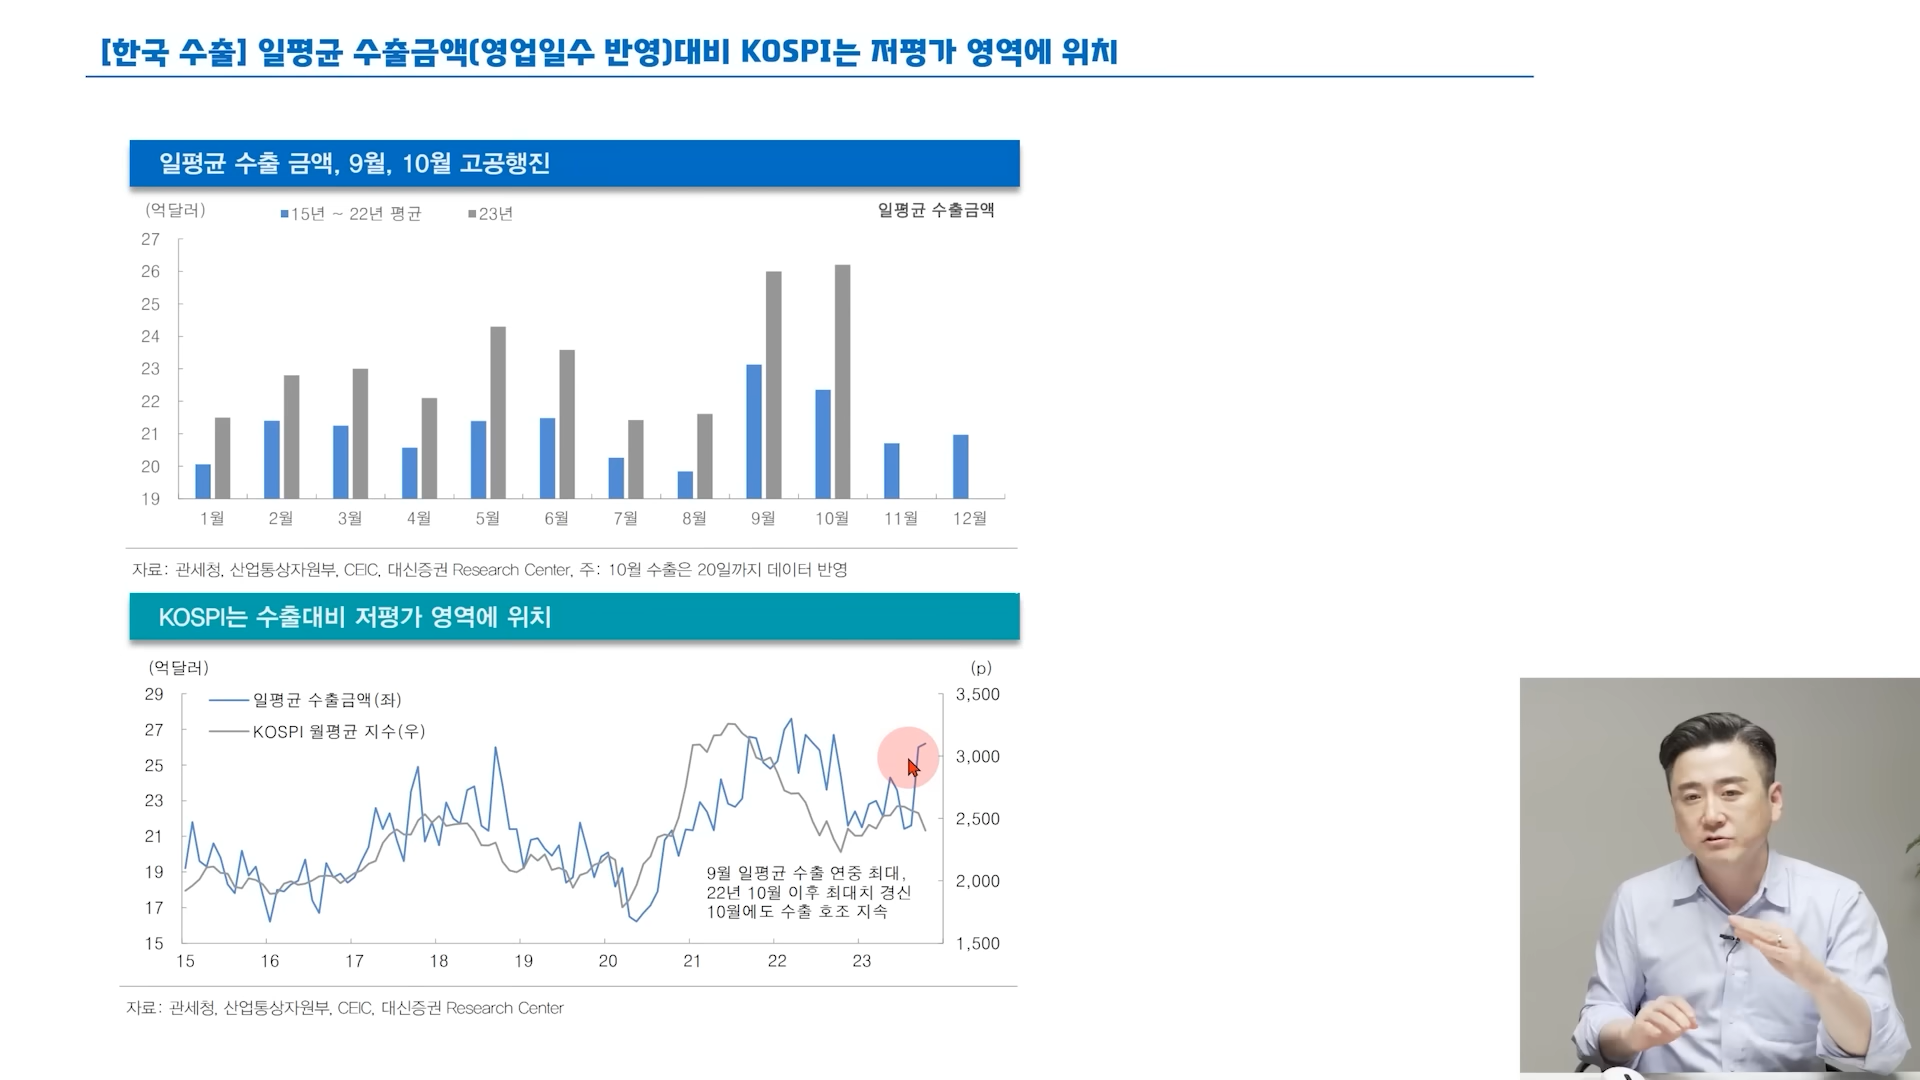 [한국 수출] 일평균 수출금액(영업일수 반영)대비 KOSPI는 저평가 영역에 위치
일평균 수출 금액, 9월, 10월 고공행진
(억달러)
15년 ~ 22년 평균
23년
일평균 수출금액
27
26
25
24
23
22
21
20
19
1월 2월 3월 4월 5월 6월 7월 8월 9월 10월 11월 12월
자료: 관세청, 산업통상자원부, CEIC, 대신증권 Research Center, 주: 10월 수출은 20일까지 데이터 반영
KOSPI는 수출대비 저평가 영역에 위치
(억달러)
(p)
일평균 수출금액(좌)
KOSPI 월평균 지수(우)
29
27
25
23
21
19
17
15
3,500
3,000
2,500
2,000
1,500
9월 일평균 수출 연중 최대,
22년 10월 이후 최대치 경신
10월에도 수출 호조 지속
15 16 17 18 19 20 21 22 23
자료: 관세청, 산업통상자원부, CEIC, 대신증권 Research Center